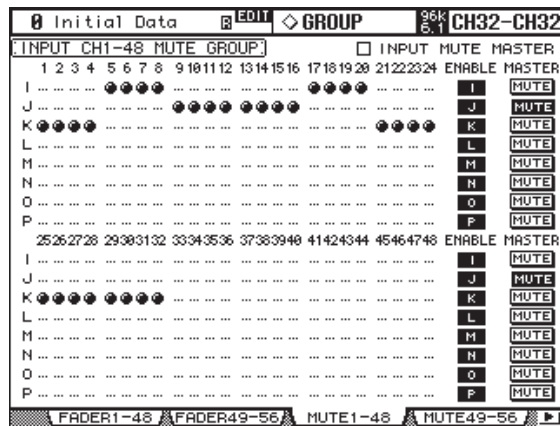 0 Initial Data R EDIT ◇GROUP 96K 6.1 CH32-CH32
INPUT CH1-48 MUTE GROUP □ INPUT MUTE MASTER
1 2 3 4 5 6 7 8 9 10 11 12 13 14 15 16 17 18 19 20 21 22 23 24 ENABLE MASTER
I I MUTE
J J MUTE
K K MUTE
L L MUTE
M M MUTE
N N MUTE
O O MUTE
P P MUTE
25 26 27 28 29 30 31 32 33 34 35 36 37 38 39 40 41 42 43 44 45 46 47 48 ENABLE MASTER
I I MUTE
J J MUTE
K K MUTE
L L MUTE
M M MUTE
N N MUTE
O O MUTE
P P MUTE
FADER1-48 FADER49-56 MUTE1-48 MUTE49-56